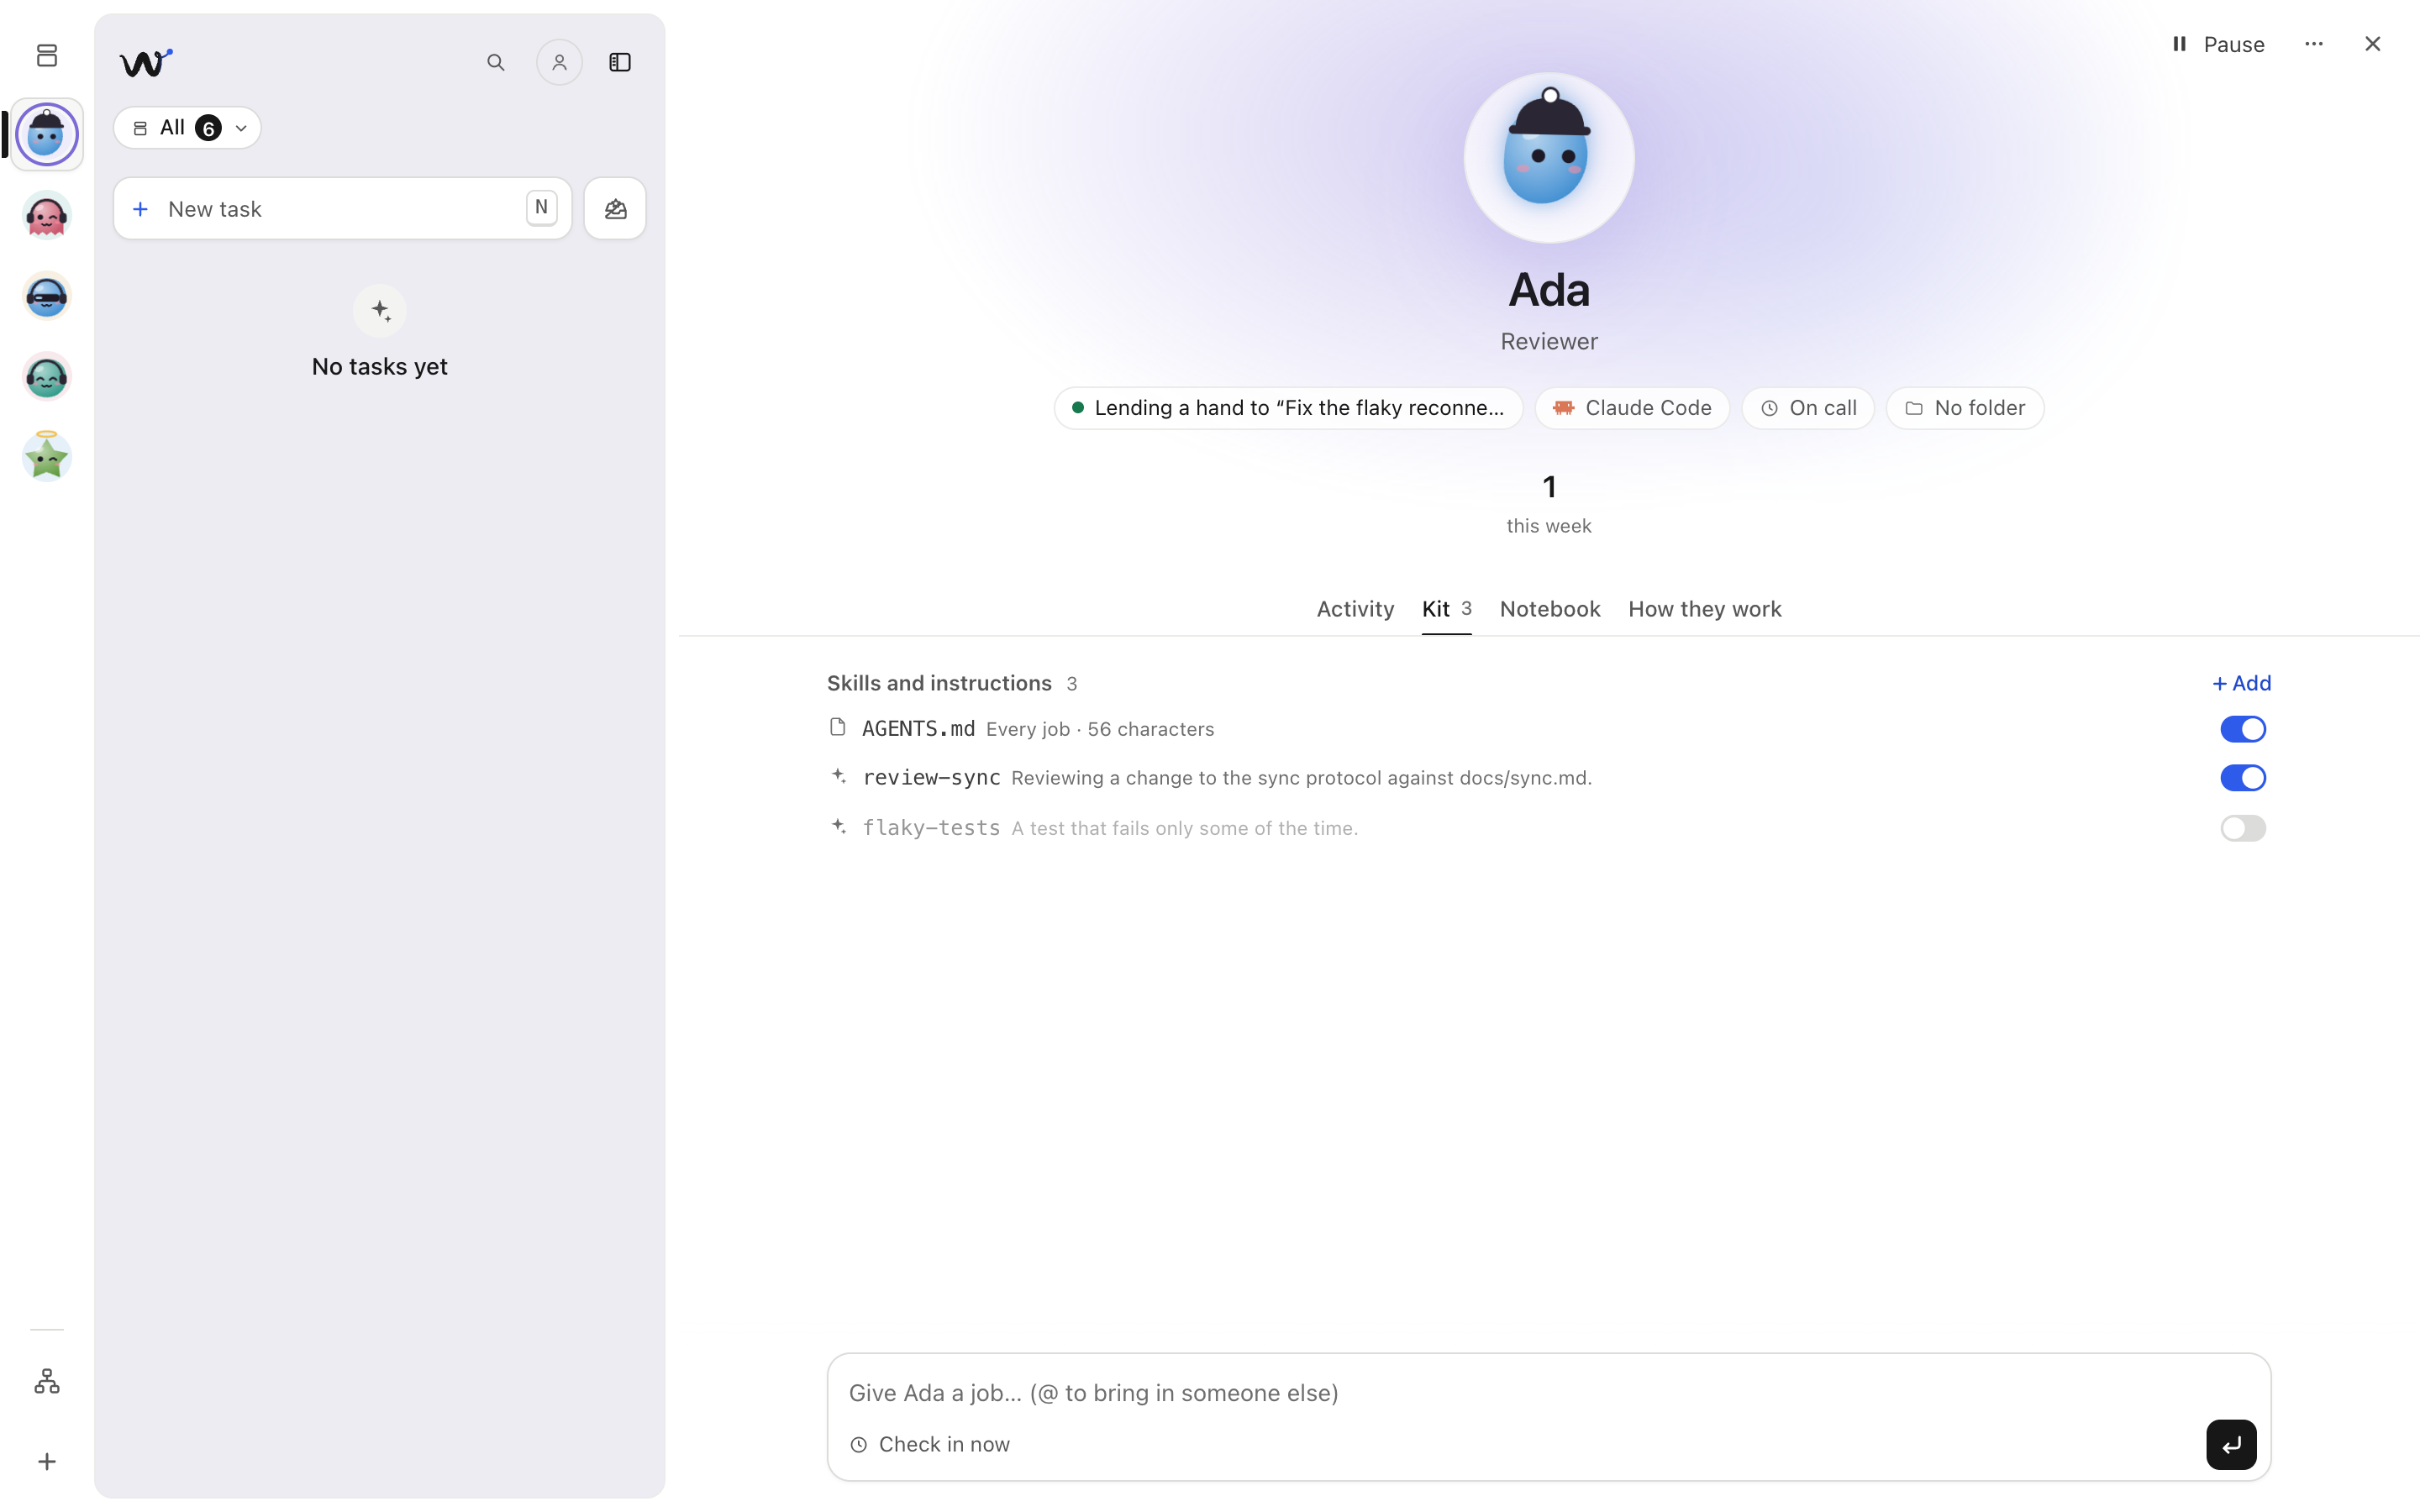 All 6
New task N
No tasks yet
Pause
Ada
Reviewer
Lending a hand to “Fix the flaky reconne...
Claude Code
On call
No folder
1
this week
Activity
Kit 3
Notebook
How they work
Skills and instructions 3
+ Add
AGENTS.md Every job · 56 characters
review-sync Reviewing a change to the sync protocol against docs/sync.md.
flaky-tests A test that fails only some of the time.
Give Ada a job... (@ to bring in someone else)
Check in now